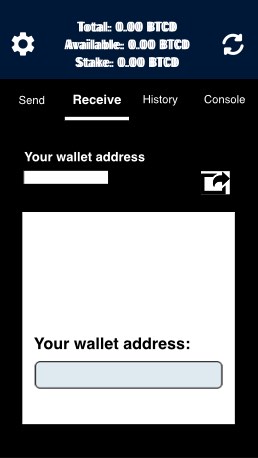 Total: 0.00 BTCD
Available: 0.00 BTCD
Stake: 0.00 BTCD
Send Receive History Console
Your wallet address
Your wallet address: